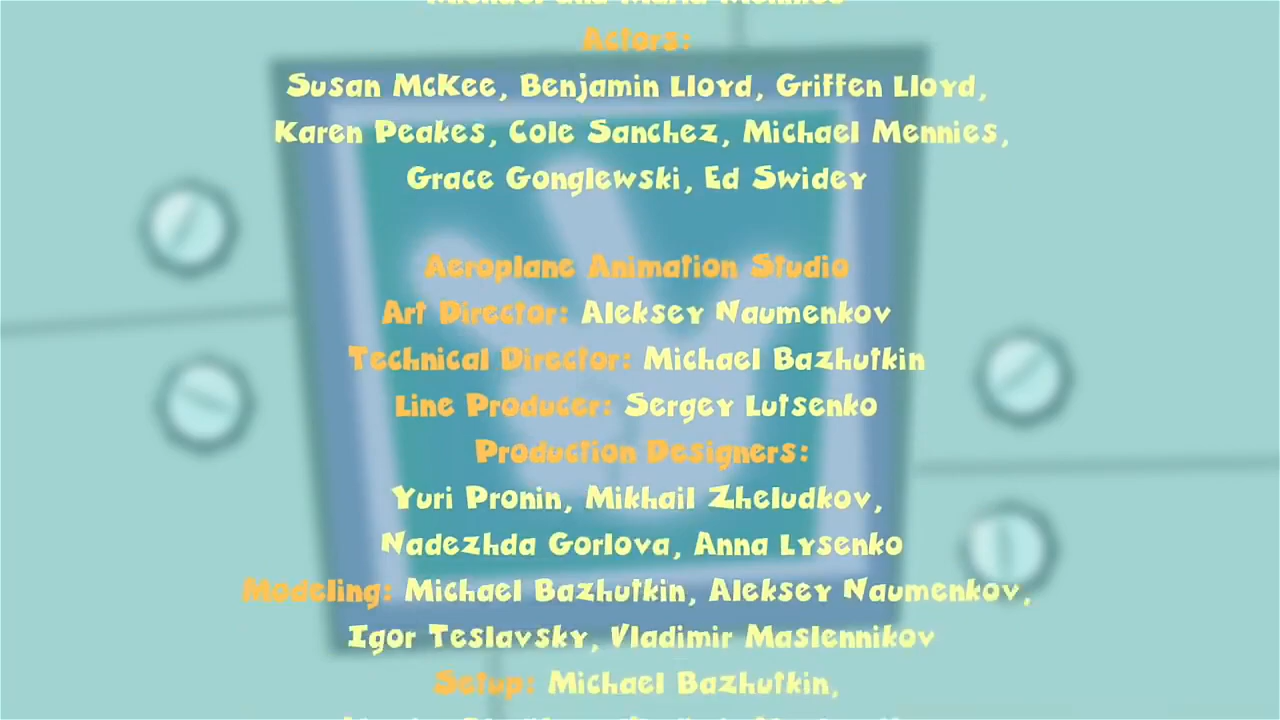 Actors:
Susan McKee, Benjamin Lloyd, Griffen Lloyd,
Karen Peakes, Cole Sanchez, Michael Mennies,
Grace Gonglewski, Ed Swidey
Aeroplane Animation Studio
Art Director: Aleksey Naumenkov
Technical Director: Michael Bazhutkin
Line Producer: Sergey Lutsenko
Production Designers:
Yuri Pronin, Mikhail Zheludkov,
Nadezhda Gorlova, Anna Lysenko
Modeling: Michael Bazhutkin, Aleksey Naumenkov,
Igor Teslavsky, Vladimir Maslennikov
Setup: Michael Bazhutkin,